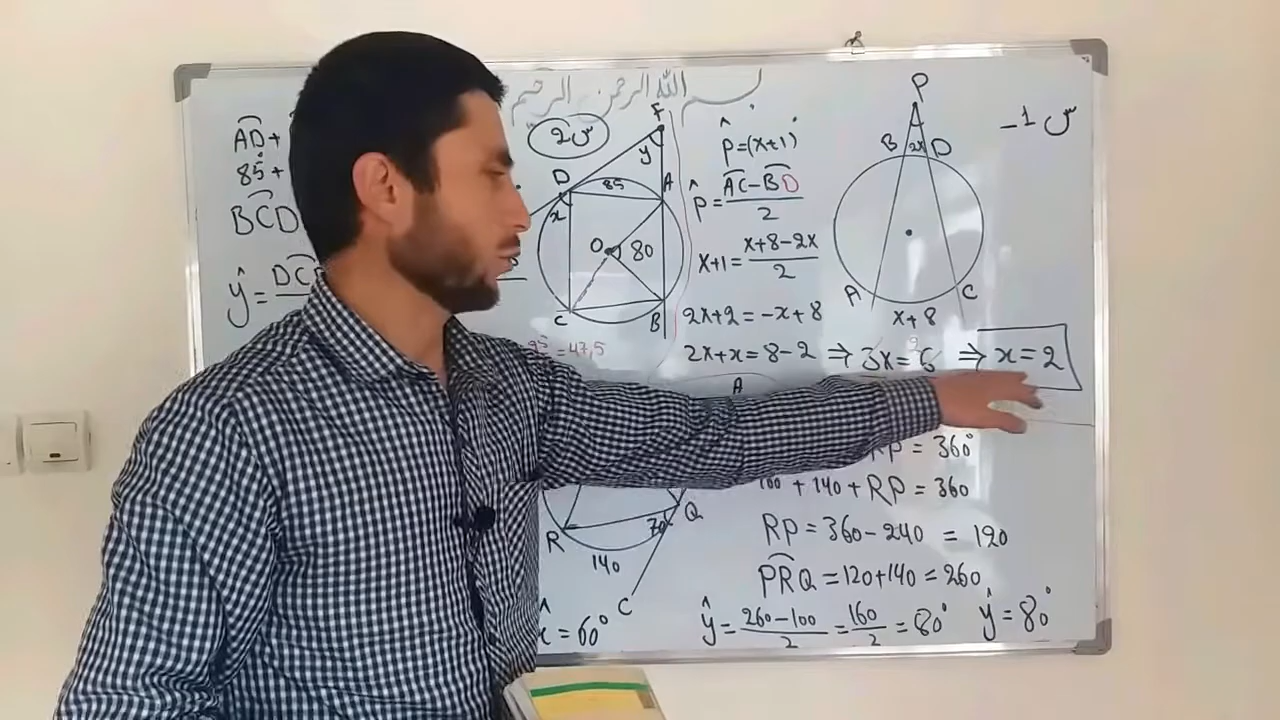 بسم الله الرحمن الرحيم
س 1-
P
B 2x D
A C
x+8
P̂=(x+1)°
P̂ = (AC-BD)/2
x+1 = (x+8-2x)/2
2x+2=-x+8
2x+x=8-2 ⇒ 3x=6 ⇒ x=2
س2
F
y
D 85 A
x
O 80
C B
=47,5
AD+
85+
BCD
ŷ = DC
A
RP = 360°
100 + 140 + RP = 360
RP = 360-240 = 120
PRQ = 120+140 = 260
ŷ = (260-100)/2 = 160/2 = 80° ŷ = 80°
R 70 Q
140
C
x̂ = 60°